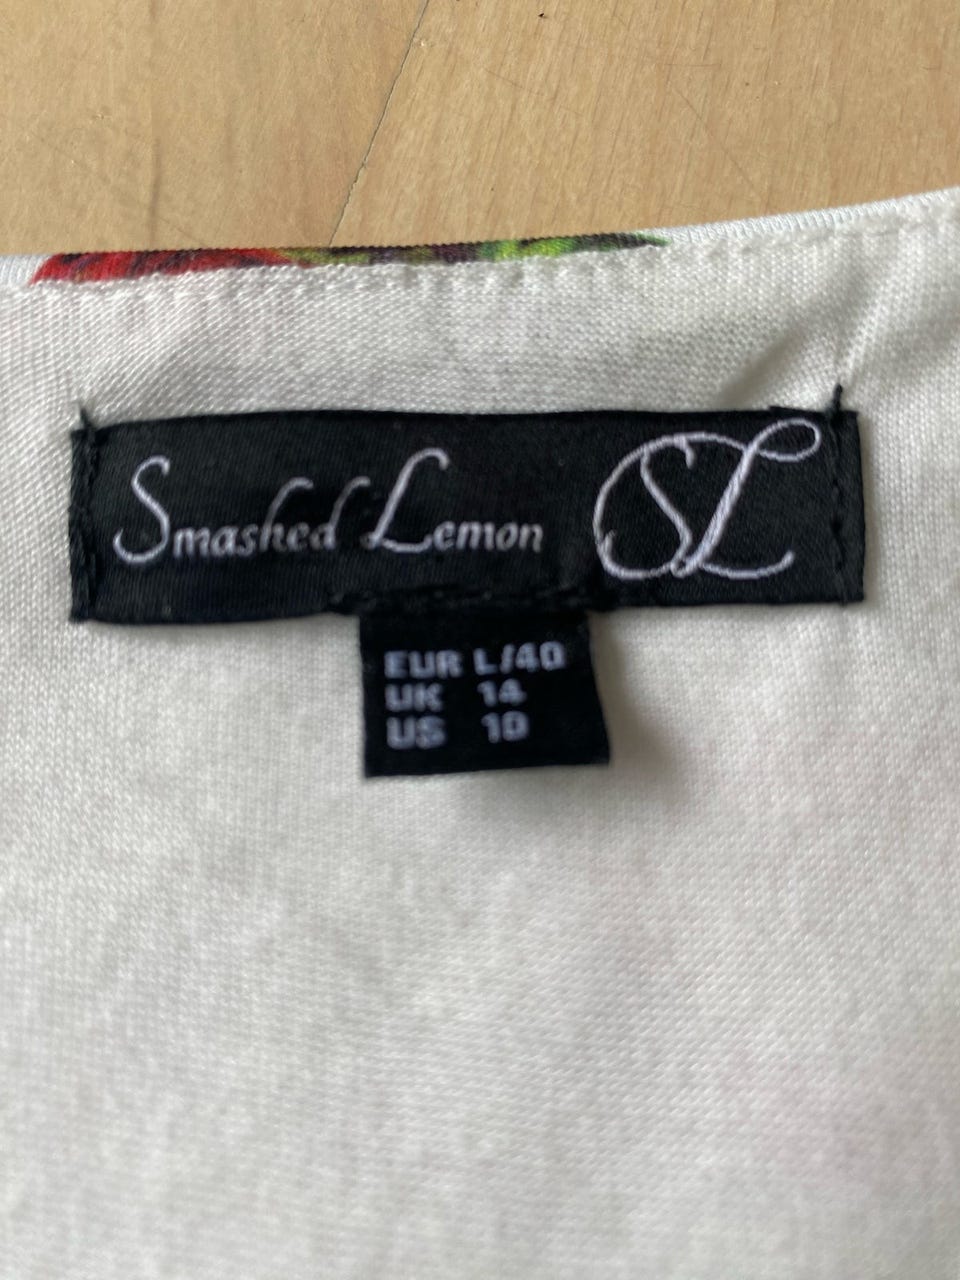 Smashed Lemon SL
EUR L/40
UK 14
US 10